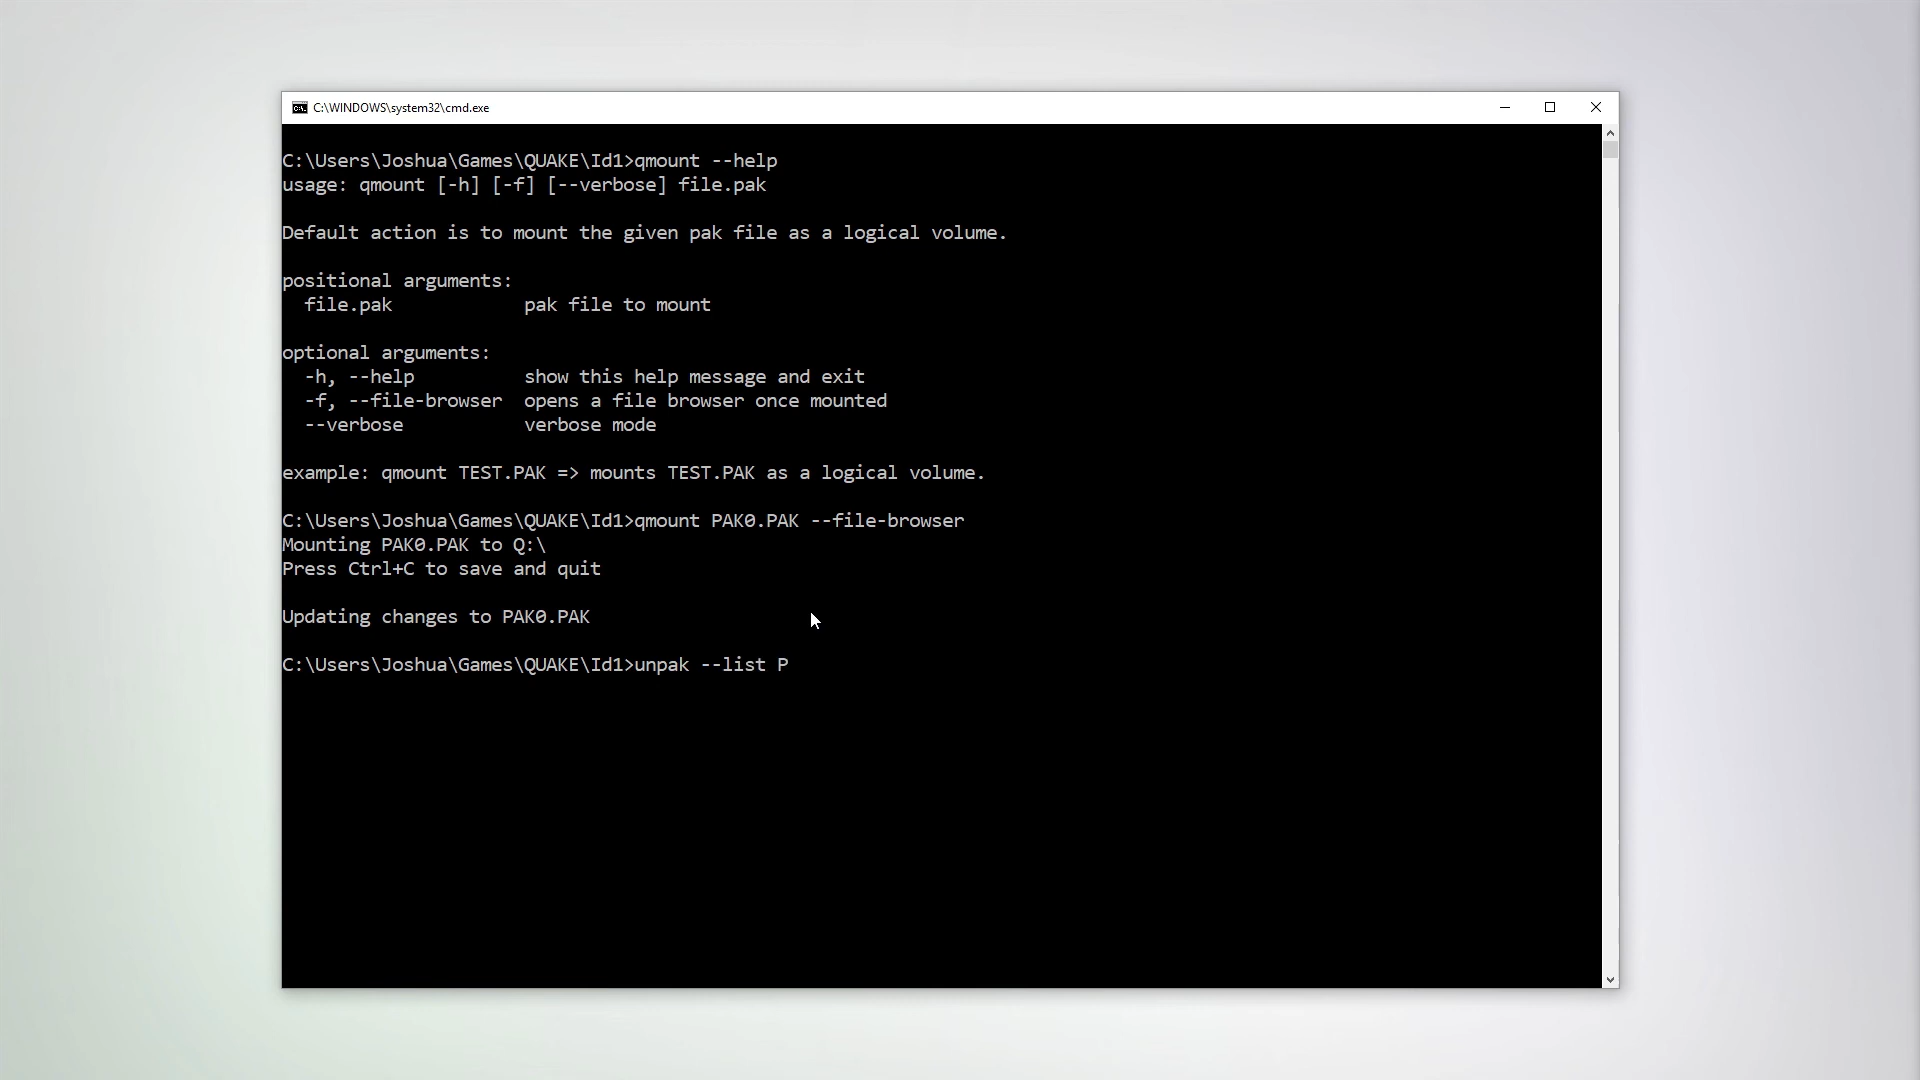 C:\WINDOWS\system32\cmd.exe
C:\Users\Joshua\Games\QUAKE\Id1>qmount --help
usage: qmount [-h] [-f] [--verbose] file.pak
Default action is to mount the given pak file as a logical volume.
positional arguments:
  file.pak            pak file to mount
optional arguments:
  -h, --help          show this help message and exit
  -f, --file-browser  opens a file browser once mounted
  --verbose           verbose mode
example: qmount TEST.PAK => mounts TEST.PAK as a logical volume.
C:\Users\Joshua\Games\QUAKE\Id1>qmount PAK0.PAK --file-browser
Mounting PAK0.PAK to Q:\
Press Ctrl+C to save and quit
Updating changes to PAK0.PAK
C:\Users\Joshua\Games\QUAKE\Id1>unpak --list P